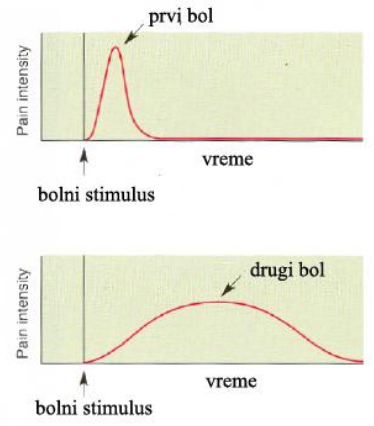 prvi bol
Pain intensity
vreme
bolni stimulus
drugi bol
Pain intensity
vreme
bolni stimulus